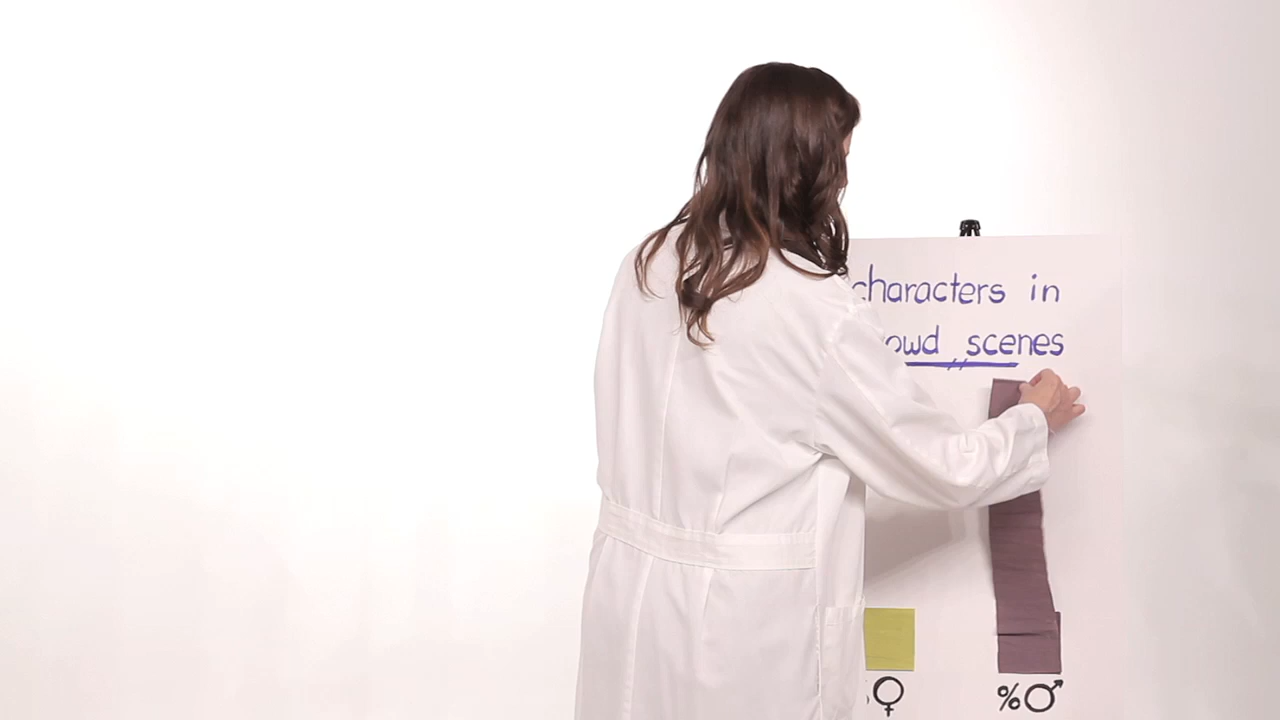 characters in
scenes
♀
%♂